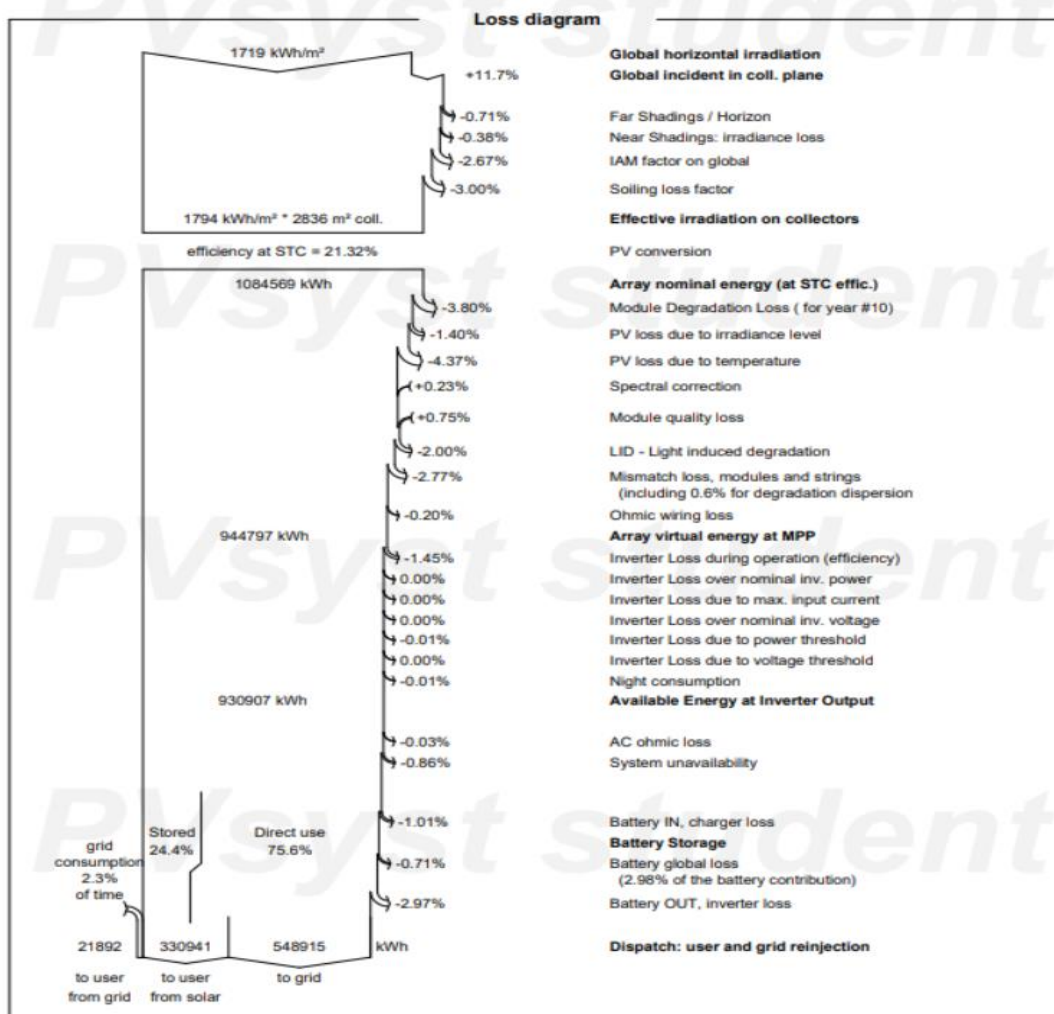 Loss diagram
1719 kWh/m²
Global horizontal irradiation
+11.7%
Global incident in coll. plane
-0.71%
Far Shadings / Horizon
-0.38%
Near Shadings: irradiance loss
-2.67%
IAM factor on global
-3.00%
Soiling loss factor
1794 kWh/m² * 2836 m² coll.
Effective irradiation on collectors
efficiency at STC = 21.32%
PV conversion
1084569 kWh
Array nominal energy (at STC effic.)
-3.80%
Module Degradation Loss ( for year #10)
-1.40%
PV loss due to irradiance level
-4.37%
PV loss due to temperature
+0.23%
Spectral correction
+0.75%
Module quality loss
-2.00%
LID - Light induced degradation
-2.77%
Mismatch loss, modules and strings
(including 0.6% for degradation dispersion
-0.20%
Ohmic wiring loss
944797 kWh
Array virtual energy at MPP
-1.45%
Inverter Loss during operation (efficiency)
0.00%
Inverter Loss over nominal inv. power
0.00%
Inverter Loss due to max. input current
0.00%
Inverter Loss over nominal inv. voltage
-0.01%
Inverter Loss due to power threshold
0.00%
Inverter Loss due to voltage threshold
-0.01%
Night consumption
930907 kWh
Available Energy at Inverter Output
-0.03%
AC ohmic loss
-0.86%
System unavailability
-1.01%
Battery IN, charger loss
Stored
24.4%
Direct use
75.6%
Battery Storage
grid
consumption
2.3%
of time
-0.71%
Battery global loss
(2.98% of the battery contribution)
-2.97%
Battery OUT, inverter loss
21892
330941
548915
kWh
Dispatch: user and grid reinjection
to user
from grid
to user
from solar
to grid
PVsyst student
PVsyst student
PVsyst student
PVsyst student
PVsyst student